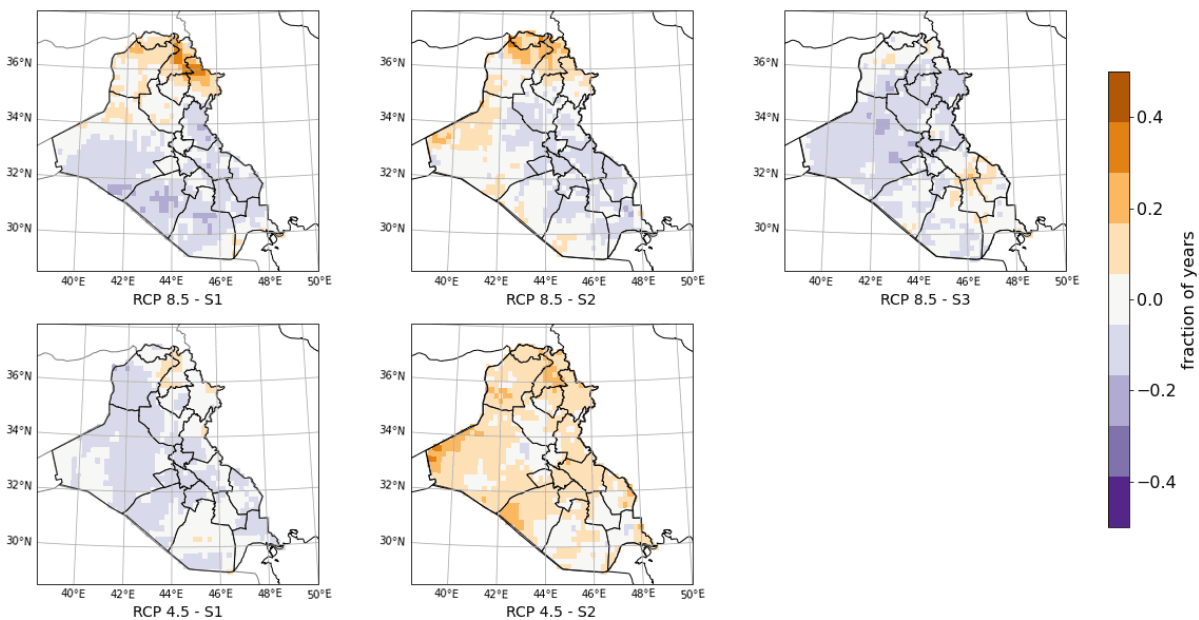 36°N
34°N
32°N
30°N
40°E 42°E 44°E 46°E 48°E 50°E
RCP 8.5 - S1
36°N
34°N
32°N
30°N
40°E 42°E 44°E 46°E 48°E 50°E
RCP 8.5 - S2
36°N
34°N
32°N
30°N
40°E 42°E 44°E 46°E 48°E 50°E
RCP 8.5 - S3
36°N
34°N
32°N
30°N
40°E 42°E 44°E 46°E 48°E 50°E
RCP 4.5 - S1
36°N
34°N
32°N
30°N
40°E 42°E 44°E 46°E 48°E 50°E
RCP 4.5 - S2
0.4
0.2
0.0
−0.2
−0.4
fraction of years